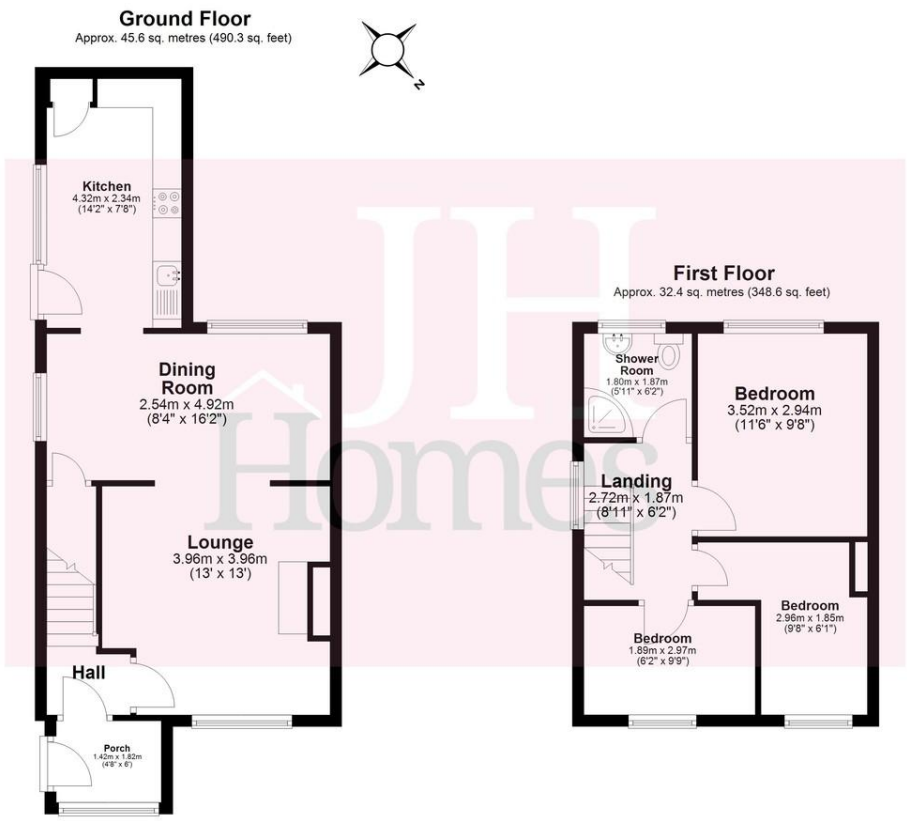 Ground Floor
Approx. 45.6 sq. metres (490.3 sq. feet)
N
Kitchen
4.32m x 2.34m
(14'2" x 7'8")
Dining
Room
2.54m x 4.92m
(8'4" x 16'2")
Lounge
3.96m x 3.96m
(13' x 13')
Hall
Porch
1.42m x 1.82m
(4'8" x 6')
First Floor
Approx. 32.4 sq. metres (348.6 sq. feet)
Shower
Room
1.80m x 1.87m
(5'11" x 6'2")
Bedroom
3.52m x 2.94m
(11'6" x 9'8")
Landing
2.72m x 1.87m
(8'11" x 6'2")
Bedroom
2.96m x 1.85m
(9'8" x 6'1")
Bedroom
1.89m x 2.97m
(6'2" x 9'9")
JH
Homes